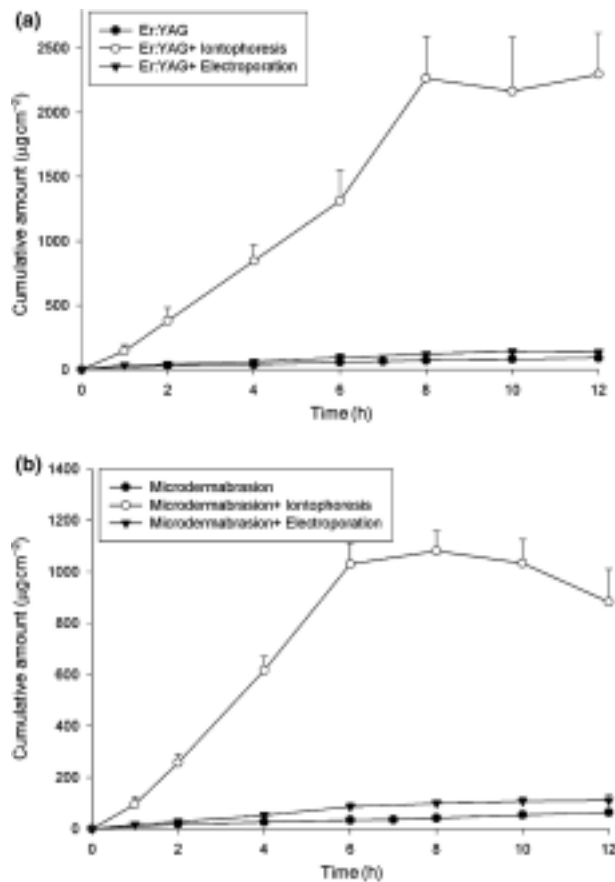 (a)
Er:YAG
Er:YAG+ Iontophoresis
Er:YAG+ Electroporation
Cumulative amount (µgcm⁻²)
2500
2000
1500
1000
500
0
0 2 4 6 8 10 12
Time (h)
(b)
Microdermabrasion
Microdermabrasion+ Iontophoresis
Microdermabrasion+ Electroporation
Cumulative amount (µgcm⁻²)
1400
1200
1000
800
600
400
200
0
0 2 4 6 8 10 12
Time (h)